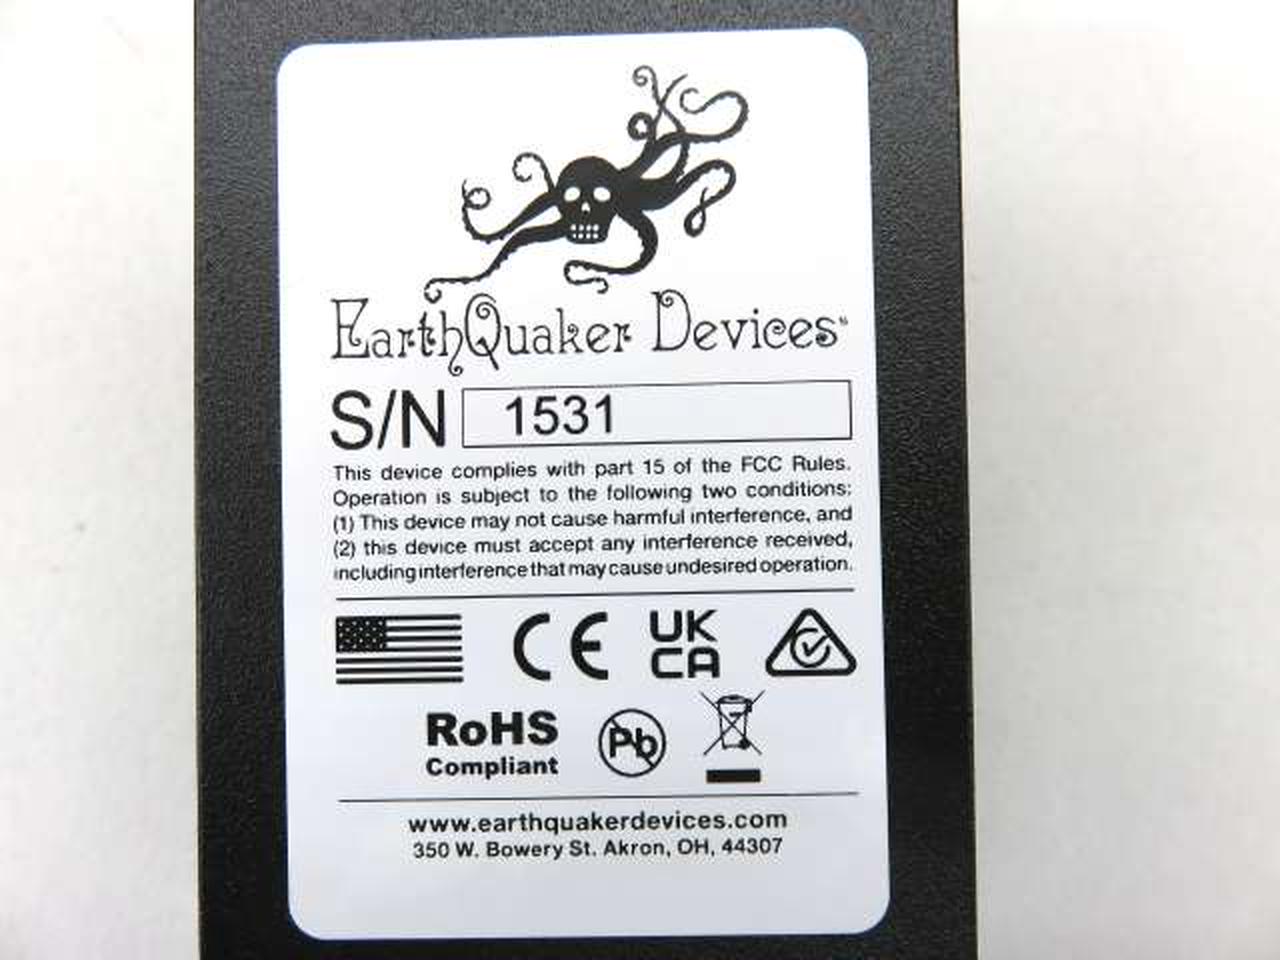 EarthQuaker Devices
S/N 1531
This device complies with part 15 of the FCC Rules.
Operation is subject to the following two conditions:
(1) This device may not cause harmful interference, and
(2) this device must accept any interference received,
including interference that may cause undesired operation.
CE UK
CA
RoHS
Compliant
Pb
www.earthquakerdevices.com
350 W. Bowery St. Akron, OH, 44307